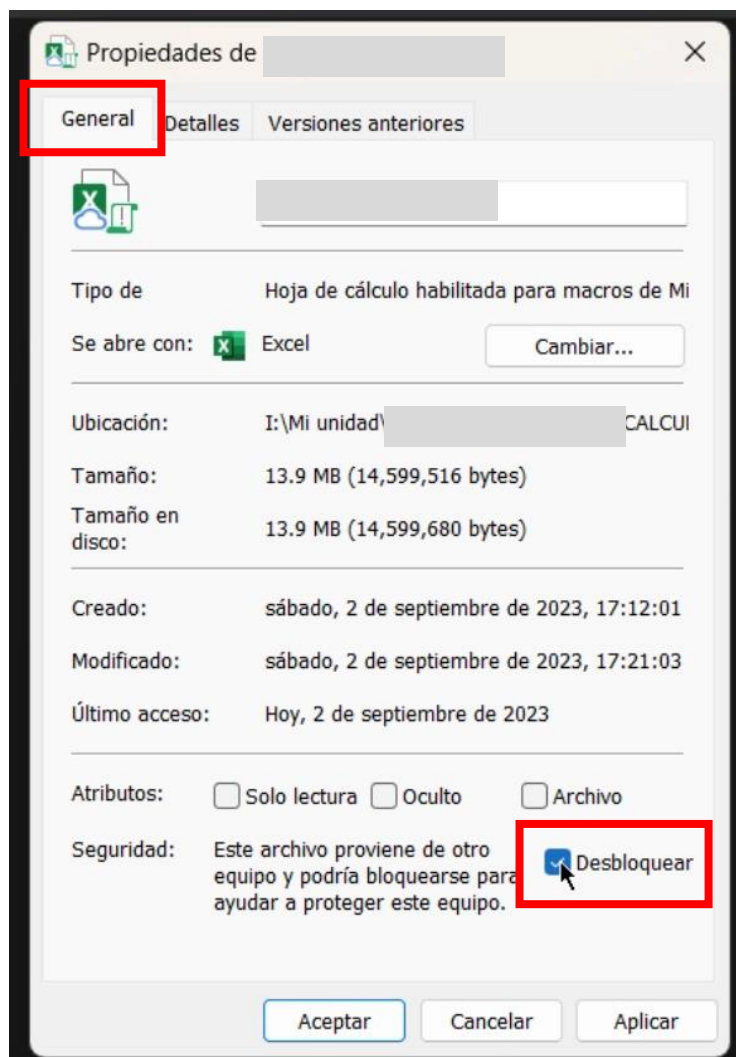 Propiedades de
General
Detalles
Versiones anteriores
Tipo de
Hoja de cálculo habilitada para macros de Mi
Se abre con:
Excel
Cambiar...
Ubicación:
I:\Mi unidad\
CALCUI
Tamaño:
13.9 MB (14,599,516 bytes)
Tamaño en
disco:
13.9 MB (14,599,680 bytes)
Creado:
sábado, 2 de septiembre de 2023, 17:12:01
Modificado:
sábado, 2 de septiembre de 2023, 17:21:03
Último acceso:
Hoy, 2 de septiembre de 2023
Atributos:
Solo lectura
Oculto
Archivo
Seguridad:
Este archivo proviene de otro
equipo y podría bloquearse para
ayudar a proteger este equipo.
Desbloquear
Aceptar
Cancelar
Aplicar